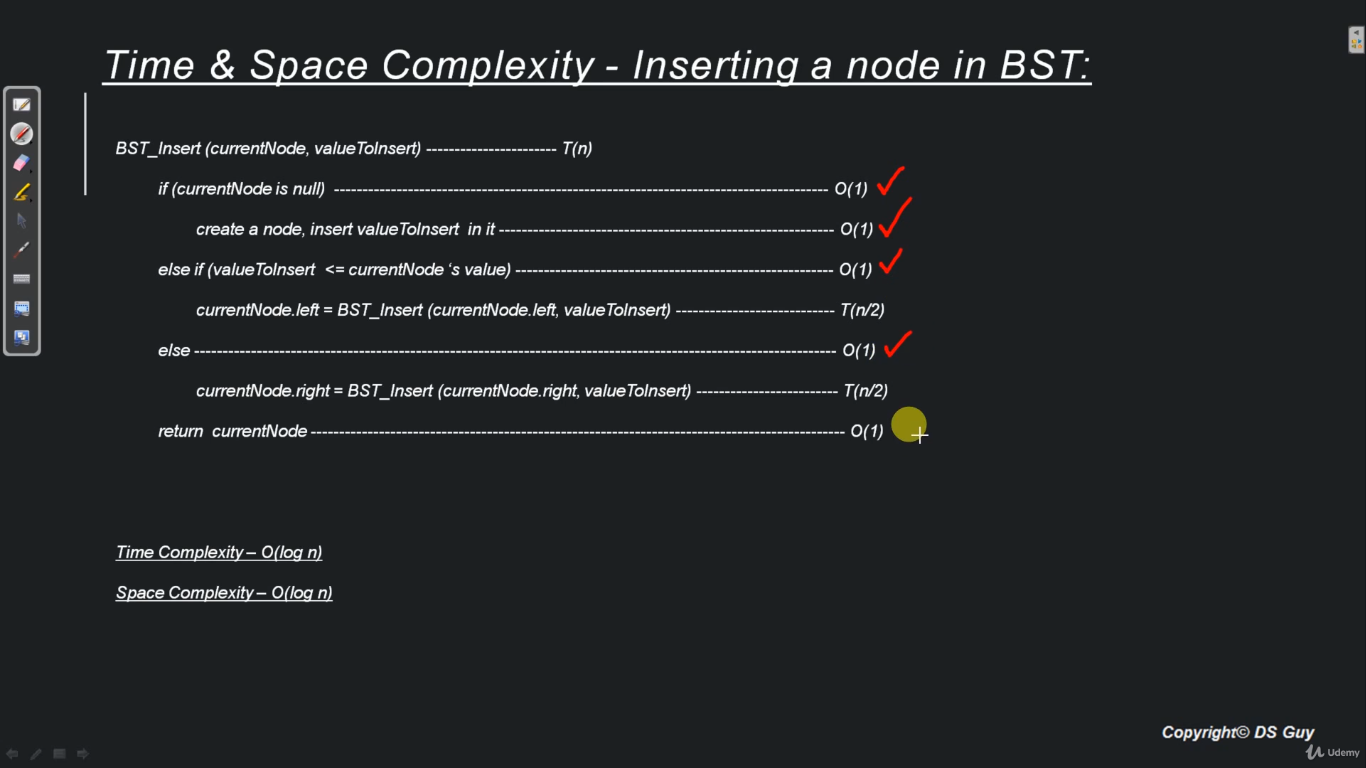 Time & Space Complexity - Inserting a node in BST:
BST_Insert (currentNode, valueToInsert) ----------------------- T(n)
if (currentNode is null) --------------------------------------------------------------------------------------- O(1)
create a node, insert valueToInsert in it ----------------------------------------------------------- O(1)
else if (valueToInsert <= currentNode ‘s value) -------------------------------------------------------- O(1)
currentNode.left = BST_Insert (currentNode.left, valueToInsert) ---------------------------- T(n/2)
else ----------------------------------------------------------------------------------------------------------------- O(1)
currentNode.right = BST_Insert (currentNode.right, valueToInsert) ------------------------- T(n/2)
return currentNode ---------------------------------------------------------------------------------------------- O(1)
Time Complexity – O(log n)
Space Complexity – O(log n)
Copyright© DS Guy
Udemy